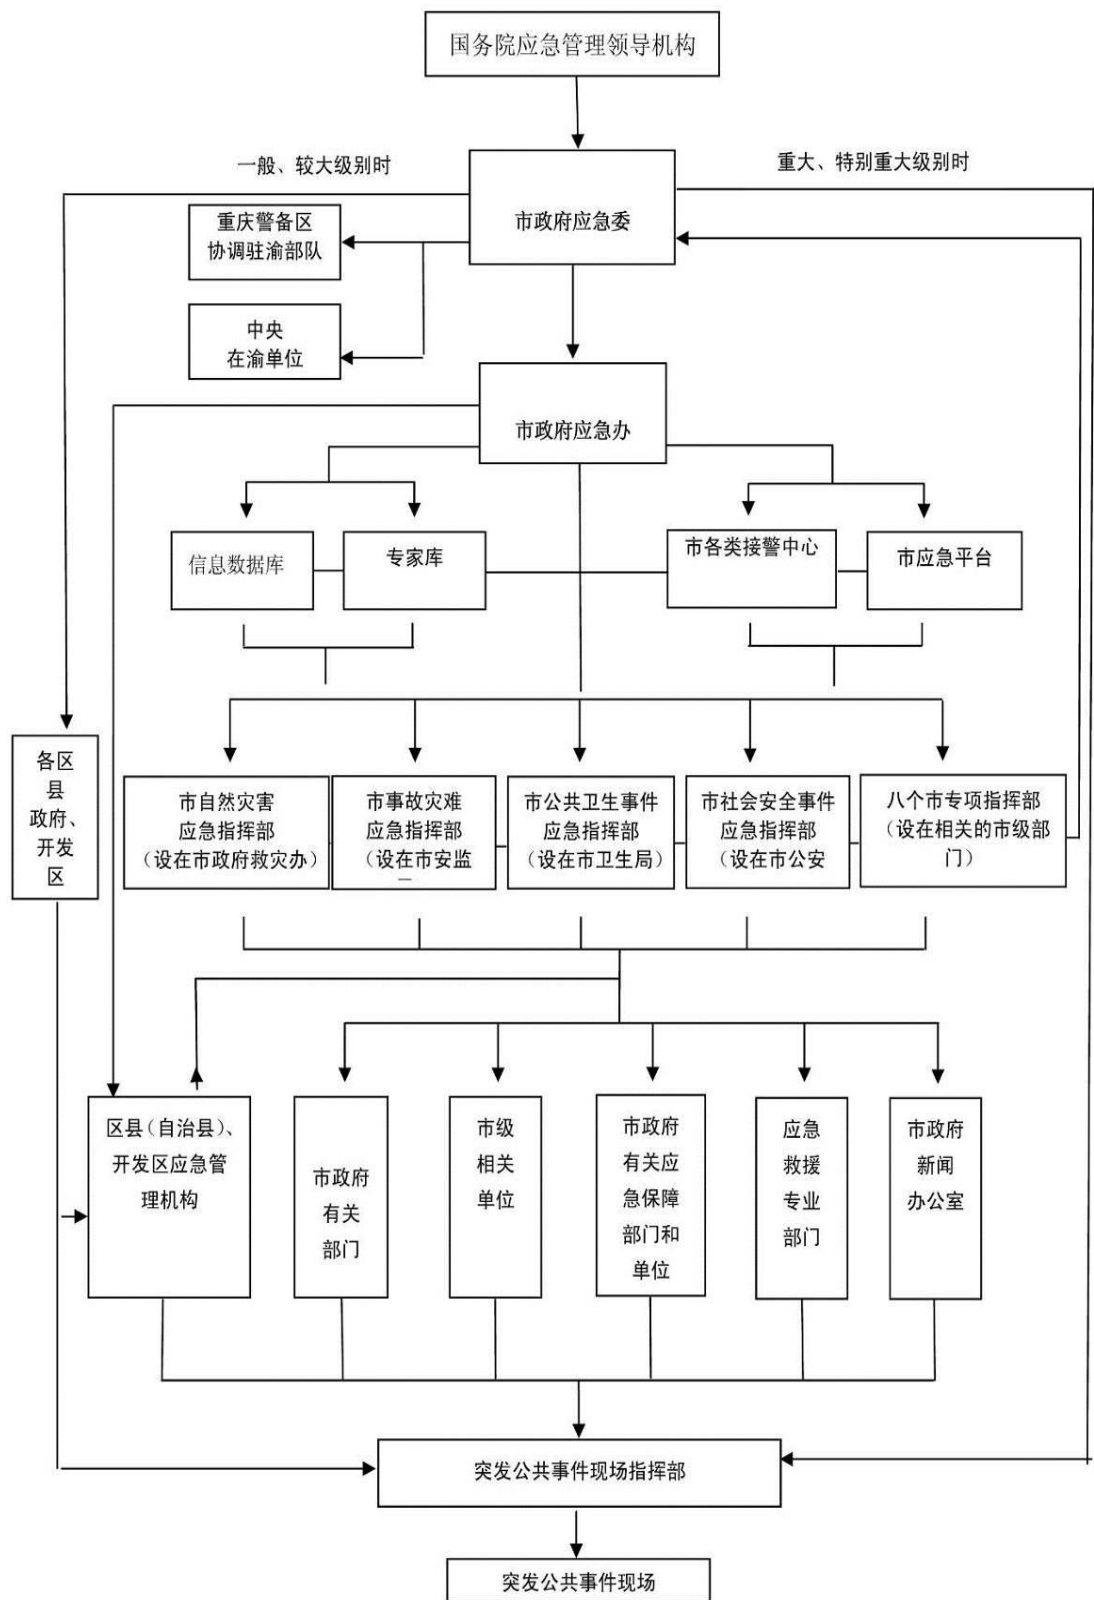 国务院应急管理领导机构
一般、较大级别时
重大、特别重大级别时
市政府应急委
重庆警备区
协调驻渝部队
中央
在渝单位
市政府应急办
信息数据库
专家库
市各类接警中心
市应急平台
各区
县
政府、
开发
区
市自然灾害
应急指挥部
（设在市政府救灾办）
市事故灾难
应急指挥部
（设在市安监
市公共卫生事件
应急指挥部
（设在市卫生局）
市社会安全事件
应急指挥部
（设在市公安
八个市专项指挥部
（设在相关的市级部
门）
区县（自治县）、
开发区应急管
理机构
市政府
有关
部门
市级
相关
单位
市政府
有关应
急保障
部门和
单位
应急
救援
专业
部门
市政府
新闻
办公室
突发公共事件现场指挥部
突发公共事件现场